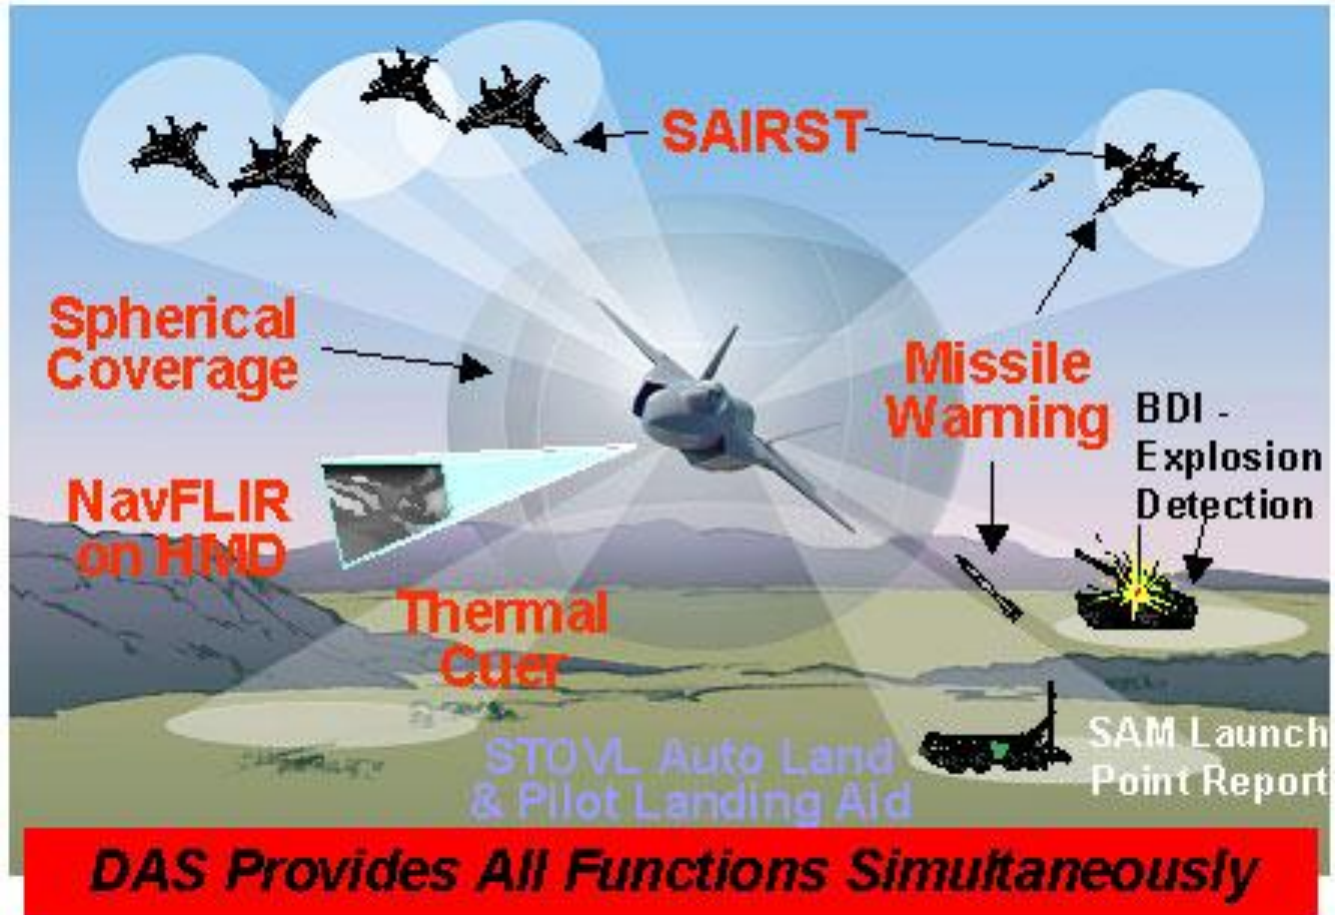 SAIRST
Spherical
Coverage
Missile
Warning
BDI -
Explosion
Detection
NavFLIR
on HMD
Thermal
Cuer
SAM Launch
Point Report
STOVL Auto Land
& Pilot Landing Aid
DAS Provides All Functions Simultaneously